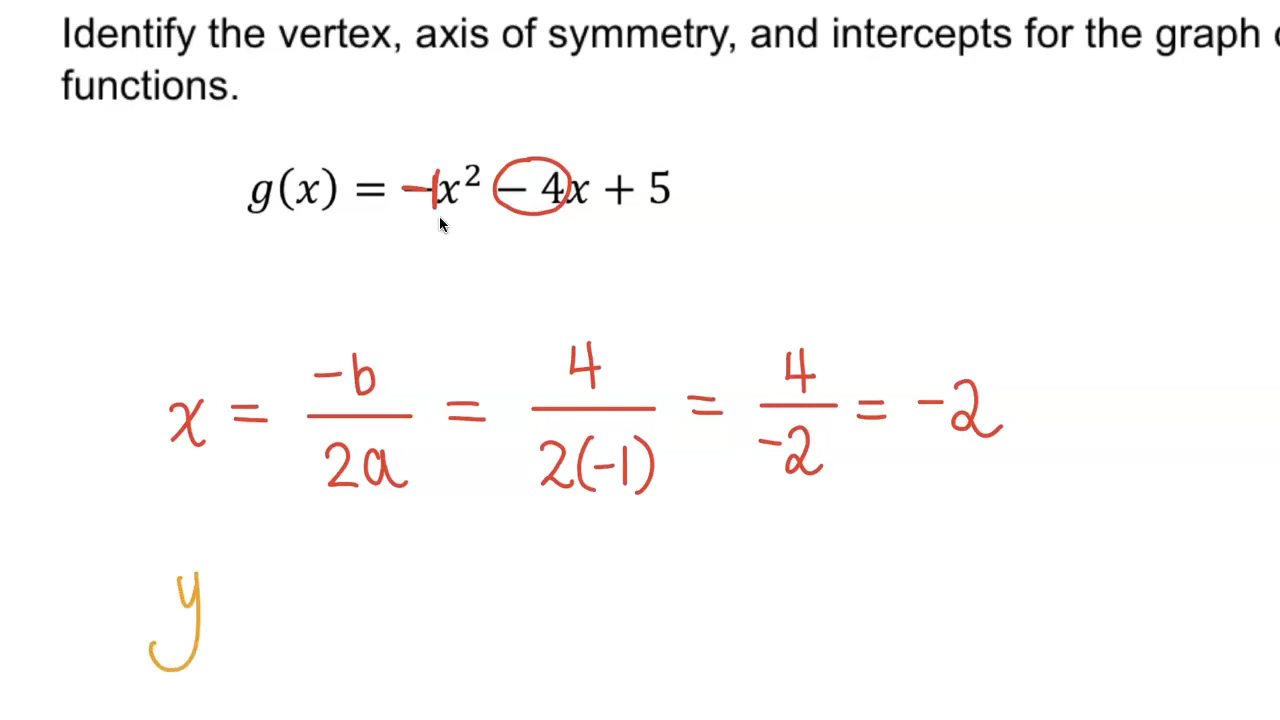 Identify the vertex, axis of symmetry, and intercepts for the graph
functions.
g(x) = −1x² − 4x + 5
x = -b/2a = 4/2(-1) = 4/-2 = -2
y